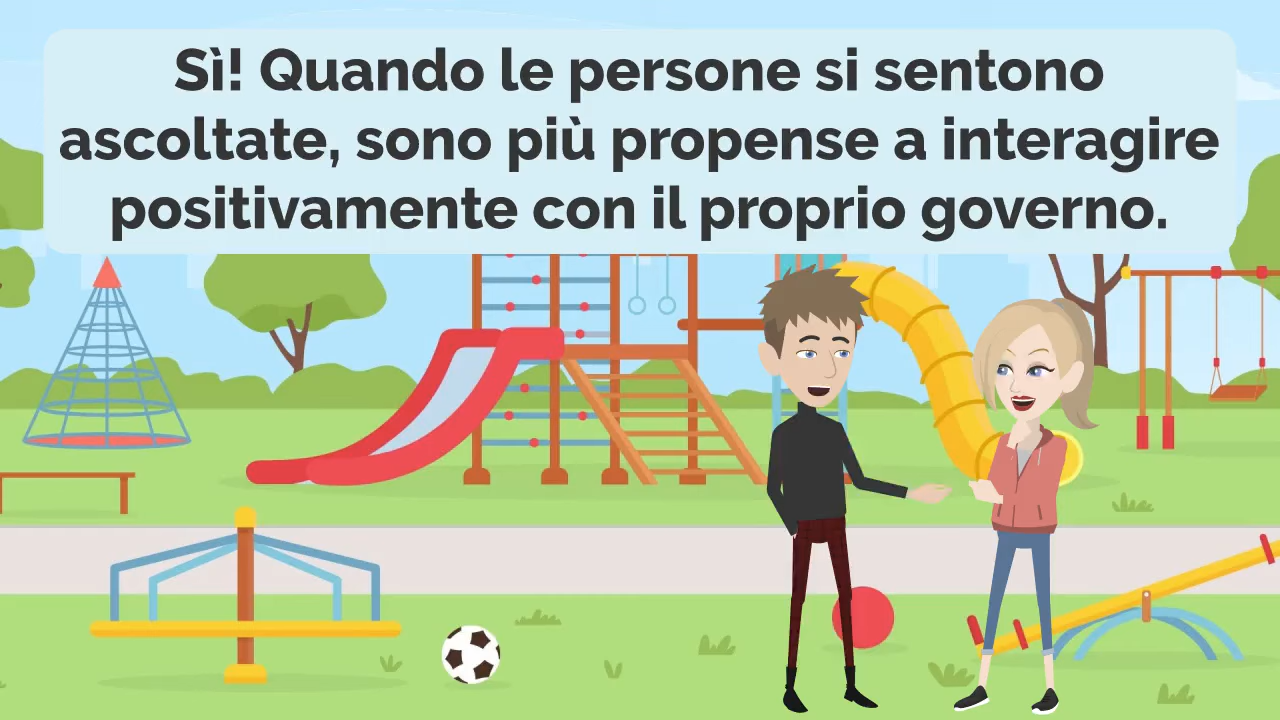 Sì! Quando le persone si sentono
ascoltate, sono più propense a interagire
positivamente con il proprio governo.